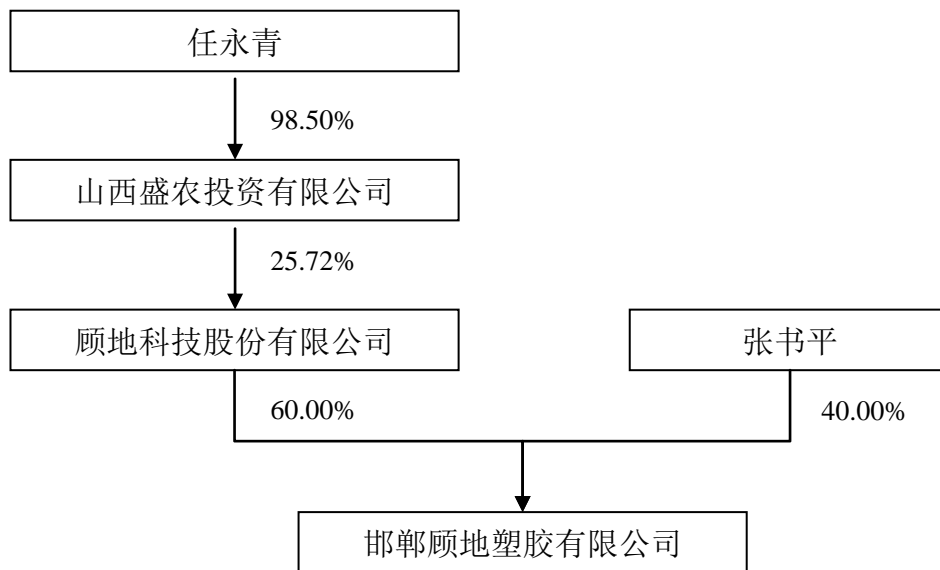 任永青
98.50%
山西盛农投资有限公司
25.72%
顾地科技股份有限公司
张书平
60.00%
40.00%
邯郸顾地塑胶有限公司